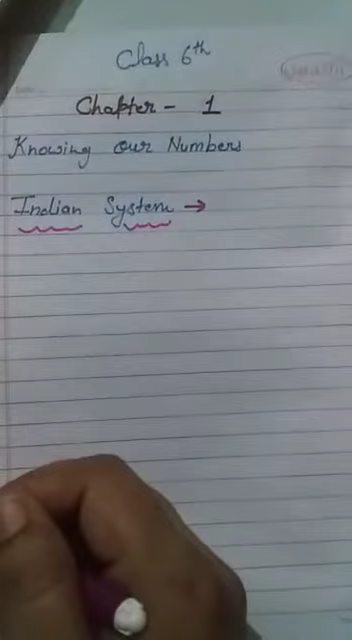 Class 6th
Chapter - 1
Knowing our Numbers
Indian System →